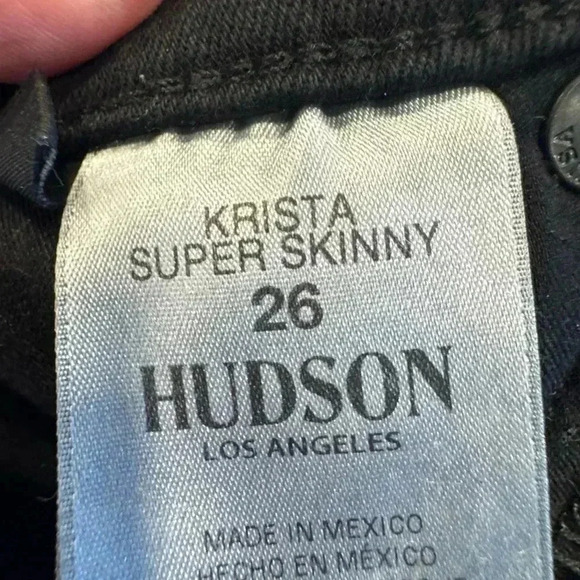 KRISTA
SUPER SKINNY
26
HUDSON
LOS ANGELES
MADE IN MEXICO
HECHO EN MÉXICO